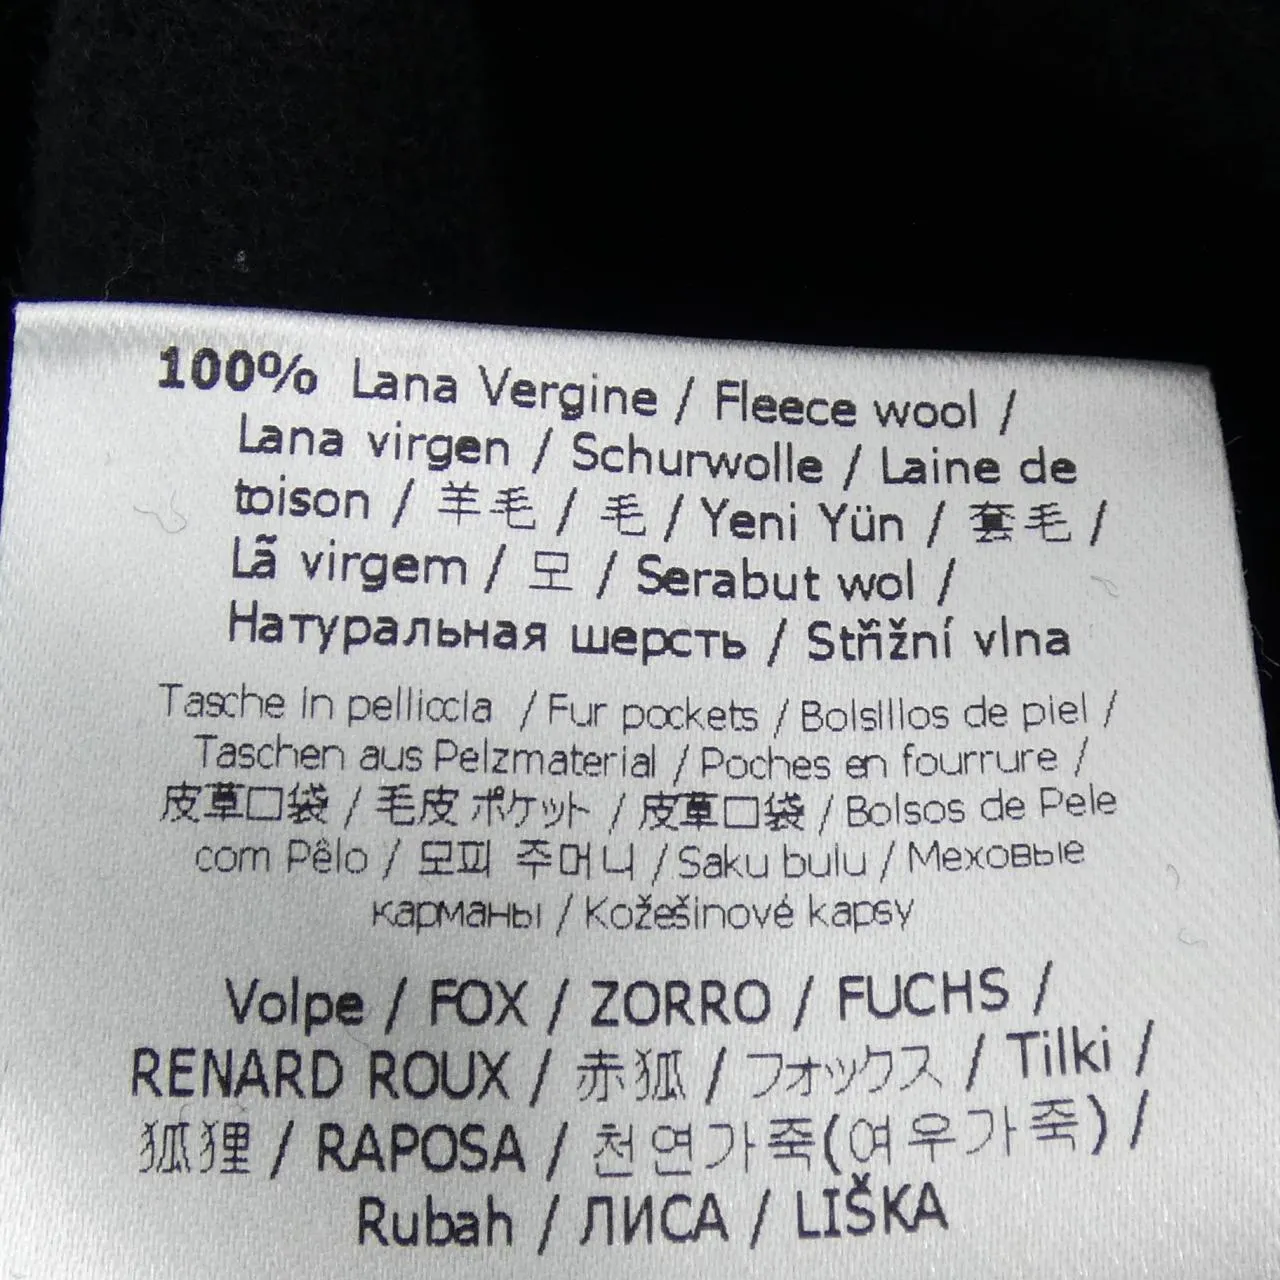 100% Lana Vergine / Fleece wool /
Lana virgen / Schurwolle / Laine de
toison / 羊毛 / 毛 / Yeni Yün / 套毛 /
Lã virgem / 모 / Serabut wol /
Натуральная шерсть / Střižní vlna
Tasche in pelliccia / Fur pockets / Bolsillos de piel /
Taschen aus Pelzmaterial / Poches en fourrure /
皮草口袋 / 毛皮 ポケット / 皮草口袋 / Bolsos de Pele
com Pêlo / 모피 주머니 / Saku bulu / Меховые
карманы / Kožešinové kapsy
Volpe / FOX / ZORRO / FUCHS /
RENARD ROUX / 赤狐 / フォックス / Tilki /
狐狸 / RAPOSA / 천연가죽(여우가죽) /
Rubah / ЛИСА / LIŠKA